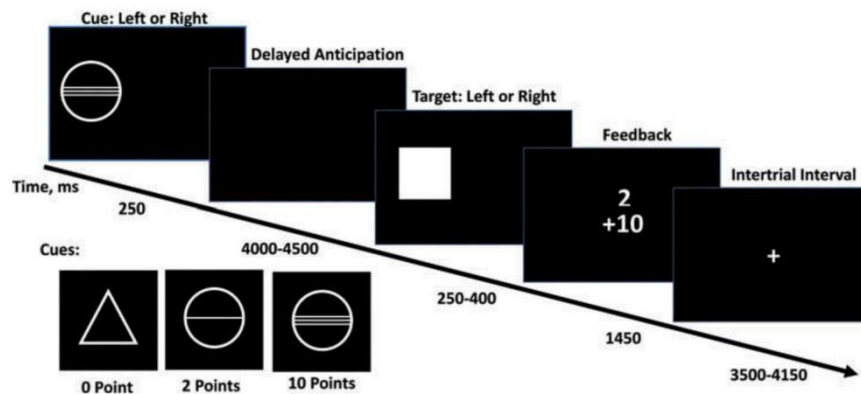 Cue: Left or Right
Delayed Anticipation
Target: Left or Right
Feedback
2
+10
Intertrial Interval
+
Time, ms
250
4000-4500
250-400
1450
3500-4150
Cues:
0 Point
2 Points
10 Points